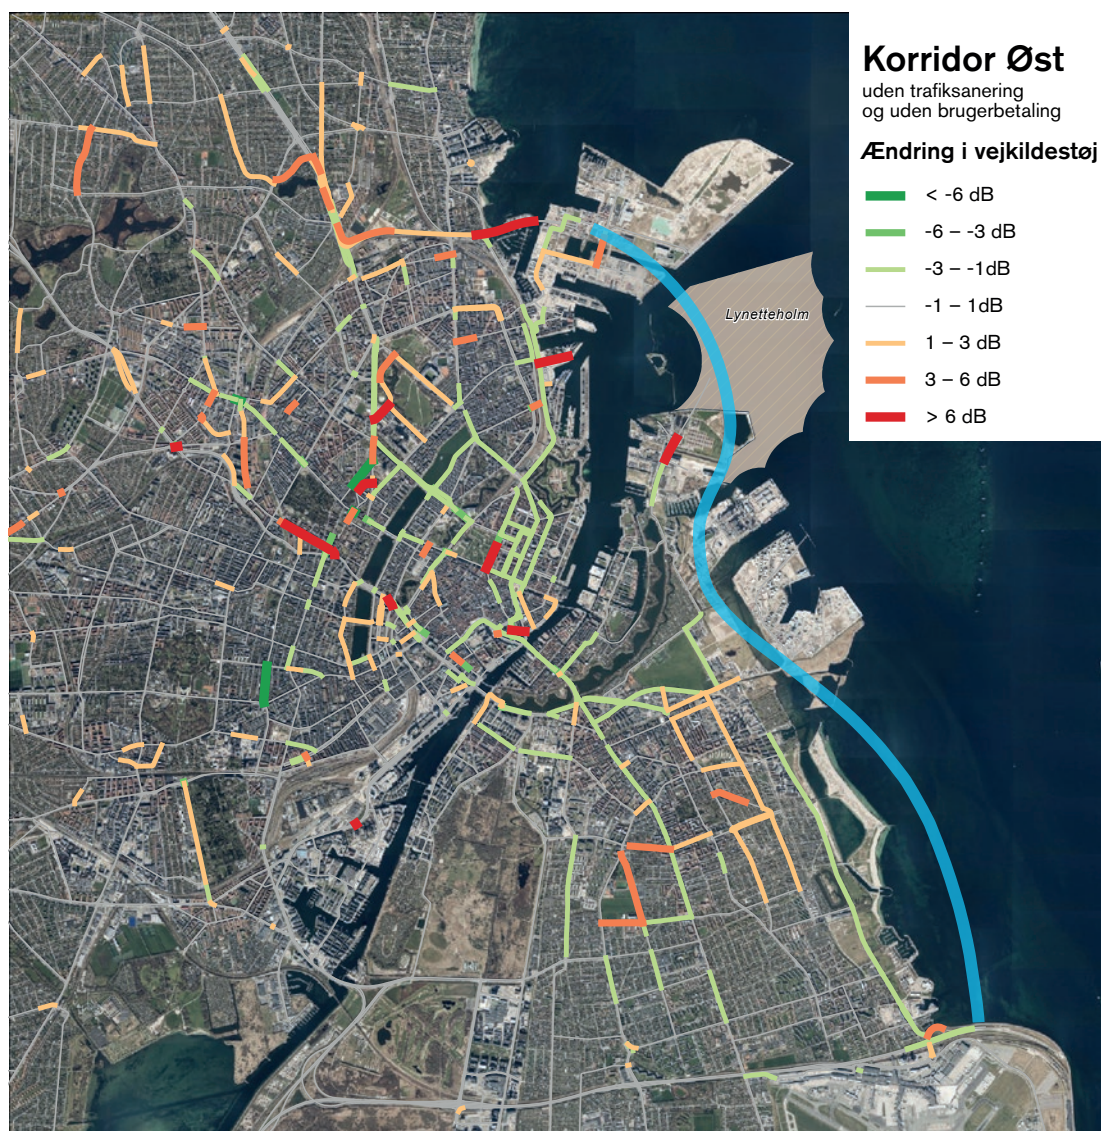 Korridor Øst
uden trafiksanering
og uden brugerbetaling
Ændring i vejkildestøj
< -6 dB
-6 – -3 dB
-3 – -1dB
-1 – 1dB
1 – 3 dB
3 – 6 dB
> 6 dB
Lynetteholm